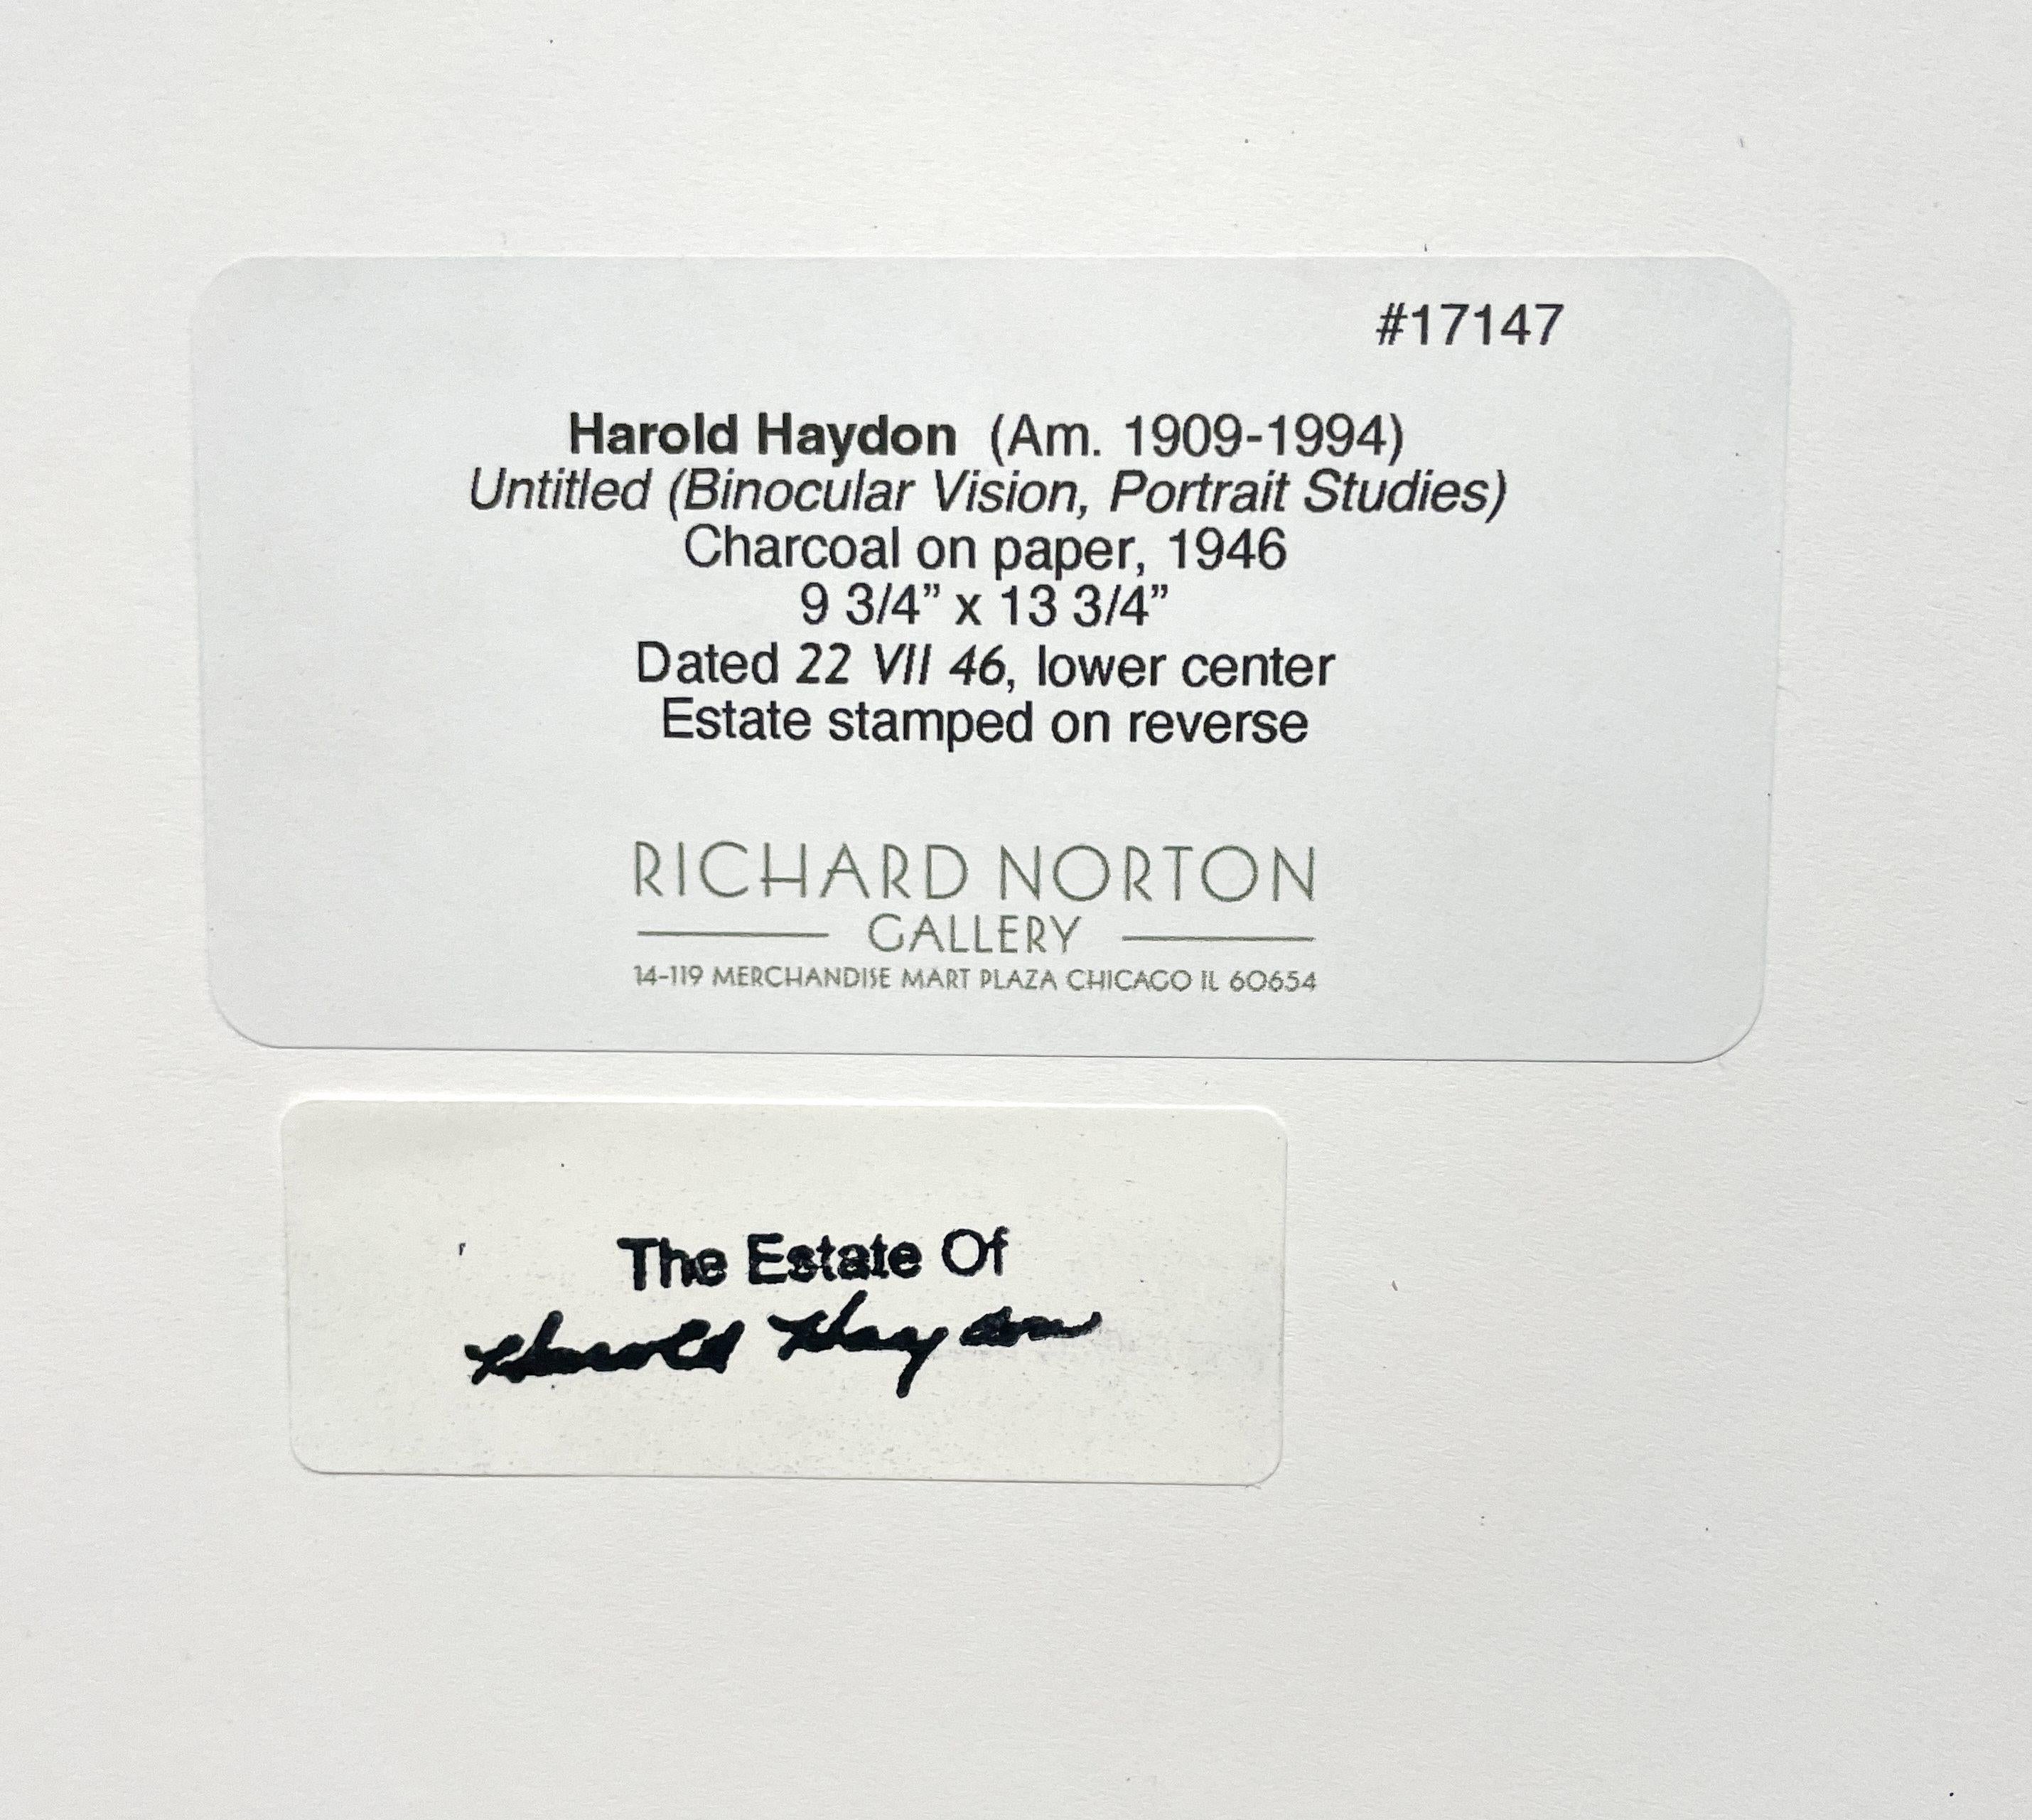 #17147
Harold Haydon (Am. 1909-1994)
Untitled (Binocular Vision, Portrait Studies)
Charcoal on paper, 1946
9 3/4” x 13 3/4”
Dated 22 VII 46, lower center
Estate stamped on reverse
RICHARD NORTON
GALLERY
14-119 MERCHANDISE MART PLAZA CHICAGO IL 60654
The Estate Of
Harold Haydon